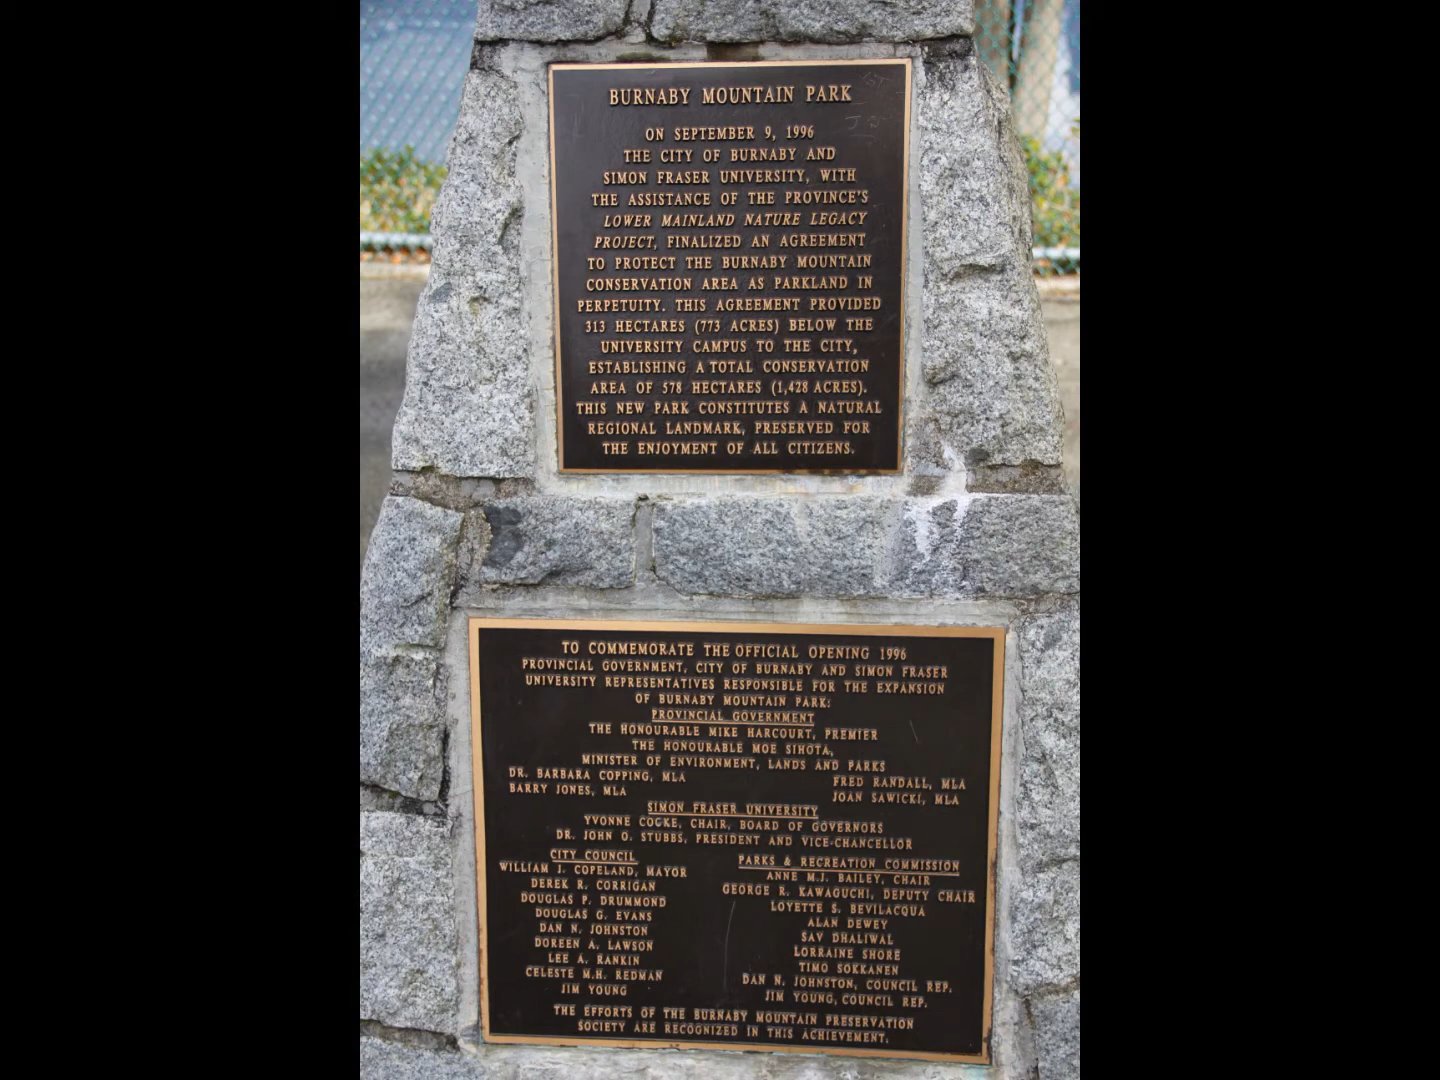 BURNABY MOUNTAIN PARK
ON SEPTEMBER 9, 1996
THE CITY OF BURNABY AND
SIMON FRASER UNIVERSITY, WITH
THE ASSISTANCE OF THE PROVINCE'S
LOWER MAINLAND NATURE LEGACY
PROJECT, FINALIZED AN AGREEMENT
TO PROTECT THE BURNABY MOUNTAIN
CONSERVATION AREA AS PARKLAND IN
PERPETUITY. THIS AGREEMENT PROVIDED
313 HECTARES (773 ACRES) BELOW THE
UNIVERSITY CAMPUS TO THE CITY,
ESTABLISHING A TOTAL CONSERVATION
AREA OF 578 HECTARES (1,428 ACRES).
THIS NEW PARK CONSTITUTES A NATURAL
REGIONAL LANDMARK, PRESERVED FOR
THE ENJOYMENT OF ALL CITIZENS.
TO COMMEMORATE THE OFFICIAL OPENING 1996
PROVINCIAL GOVERNMENT, CITY OF BURNABY AND SIMON FRASER
UNIVERSITY REPRESENTATIVES RESPONSIBLE FOR THE EXPANSION
OF BURNABY MOUNTAIN PARK:
PROVINCIAL GOVERNMENT
THE HONOURABLE MIKE HARCOURT, PREMIER
THE HONOURABLE MOE SIHOTA,
MINISTER OF ENVIRONMENT, LANDS AND PARKS
DR. BARBARA COPPING, MLA
BARRY JONES, MLA
FRED RANDALL, MLA
JOAN SAWICKI, MLA
SIMON FRASER UNIVERSITY
YVONNE COCKE, CHAIR, BOARD OF GOVERNORS
DR. JOHN O. STUBBS, PRESIDENT AND VICE-CHANCELLOR
CITY COUNCIL
WILLIAM J. COPELAND, MAYOR
DEREK R. CORRIGAN
DOUGLAS P. DRUMMOND
DOUGLAS G. EVANS
DAN N. JOHNSTON
DOREEN A. LAWSON
LEE A. RANKIN
CELESTE M.H. REDMAN
JIM YOUNG
PARKS & RECREATION COMMISSION
ANNE M.J. BAILEY, CHAIR
GEORGE R. KAWAGUCHI, DEPUTY CHAIR
LOYETTE S. BEVILACQUA
ALAN DEWEY
SAV DHALIWAL
LORRAINE SHORE
TIMO SOKKANEN
DAN N. JOHNSTON, COUNCIL REP.
JIM YOUNG, COUNCIL REP.
THE EFFORTS OF THE BURNABY MOUNTAIN PRESERVATION
SOCIETY ARE RECOGNIZED IN THIS ACHIEVEMENT.